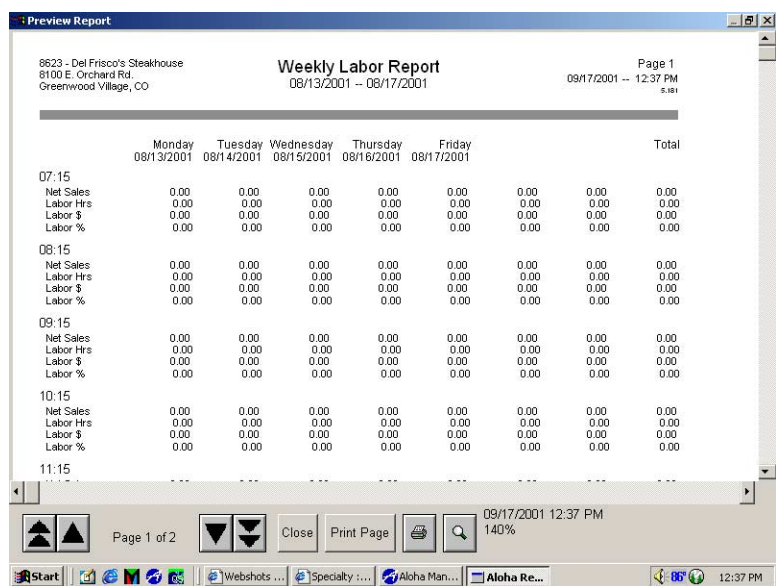 Preview Report
8623 - Del Frisco's Steakhouse
8100 E. Orchard Rd.
Greenwood Village, CO
Weekly Labor Report
08/13/2001 -- 08/17/2001
Page 1
09/17/2001 -- 12:37 PM
5.181
Monday Tuesday Wednesday Thursday Friday Total
08/13/2001 08/14/2001 08/15/2001 08/16/2001 08/17/2001
07:15
Net Sales 0.00 0.00 0.00 0.00 0.00 0.00 0.00 0.00
Labor Hrs 0.00 0.00 0.00 0.00 0.00 0.00 0.00 0.00
Labor $ 0.00 0.00 0.00 0.00 0.00 0.00 0.00 0.00
Labor % 0.00 0.00 0.00 0.00 0.00 0.00 0.00 0.00
08:15
Net Sales 0.00 0.00 0.00 0.00 0.00 0.00 0.00 0.00
Labor Hrs 0.00 0.00 0.00 0.00 0.00 0.00 0.00 0.00
Labor $ 0.00 0.00 0.00 0.00 0.00 0.00 0.00 0.00
Labor % 0.00 0.00 0.00 0.00 0.00 0.00 0.00 0.00
09:15
Net Sales 0.00 0.00 0.00 0.00 0.00 0.00 0.00 0.00
Labor Hrs 0.00 0.00 0.00 0.00 0.00 0.00 0.00 0.00
Labor $ 0.00 0.00 0.00 0.00 0.00 0.00 0.00 0.00
Labor % 0.00 0.00 0.00 0.00 0.00 0.00 0.00 0.00
10:15
Net Sales 0.00 0.00 0.00 0.00 0.00 0.00 0.00 0.00
Labor Hrs 0.00 0.00 0.00 0.00 0.00 0.00 0.00 0.00
Labor $ 0.00 0.00 0.00 0.00 0.00 0.00 0.00 0.00
Labor % 0.00 0.00 0.00 0.00 0.00 0.00 0.00 0.00
11:15
Page 1 of 2
Close
Print Page
09/17/2001 12:37 PM
140%
Start
Webshots ...
Specialty :...
Aloha Man...
Aloha Re...
86°
12:37 PM